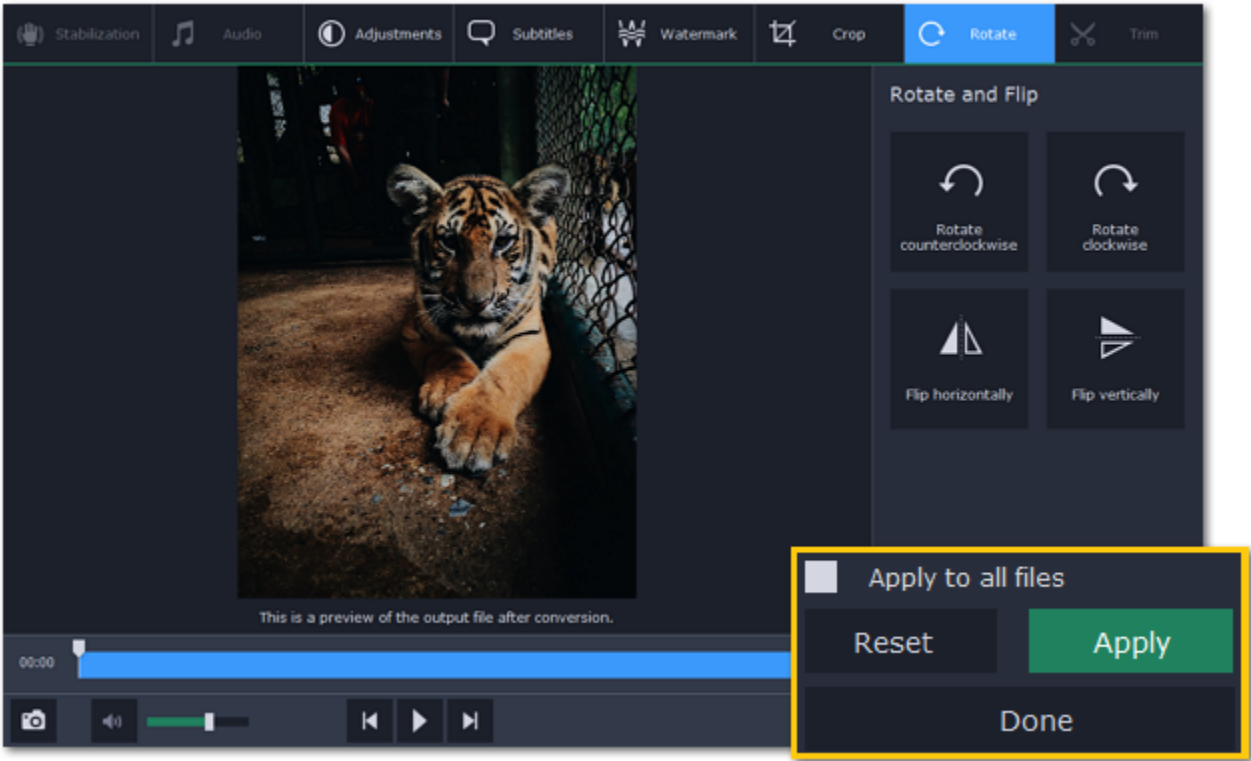 Stabilization
Audio
Adjustments
Subtitles
Watermark
Crop
Rotate
Trim
Rotate and Flip
Rotate
counterclockwise
Rotate
clockwise
Flip horizontally
Flip vertically
This is a preview of the output file after conversion.
00:00
Apply to all files
Reset
Apply
Done